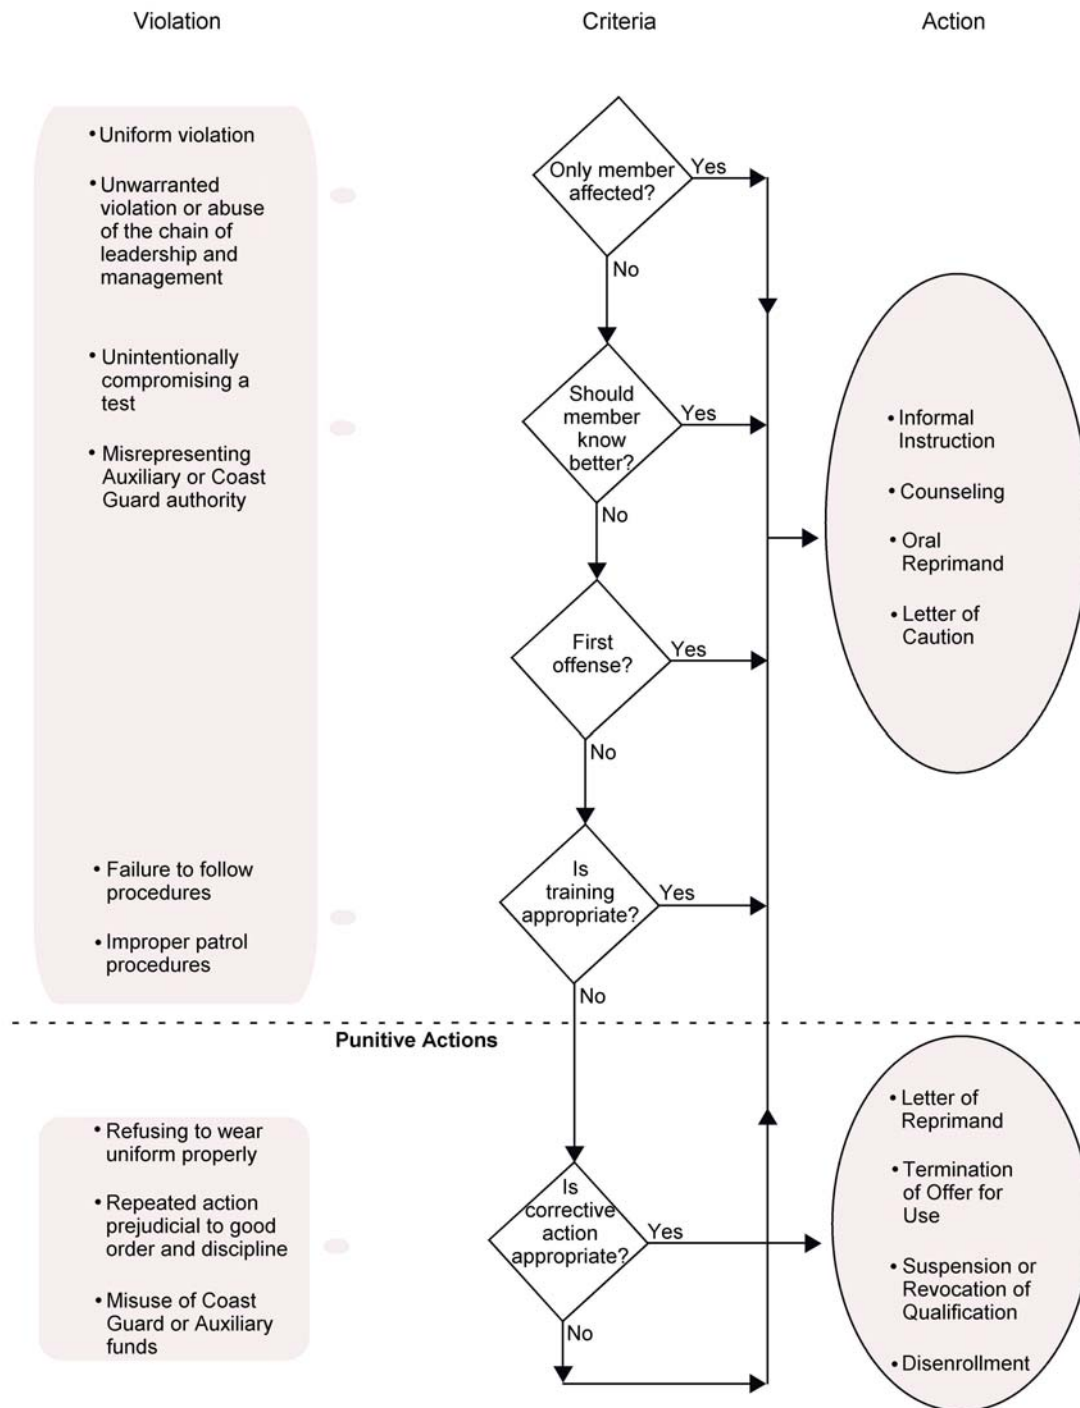 Violation
Criteria
Action
• Uniform violation
• Unwarranted
violation or abuse
of the chain of
leadership and
management
• Unintentionally
compromising a
test
• Misrepresenting
Auxiliary or Coast
Guard authority
• Failure to follow
procedures
• Improper patrol
procedures
Only member
affected?
Yes
No
Should
member
know
better?
Yes
No
First
offense?
Yes
No
Is
training
appropriate?
Yes
No
• Informal
Instruction
• Counseling
• Oral
Reprimand
• Letter of
Caution
Punitive Actions
• Refusing to wear
uniform properly
• Repeated action
prejudicial to good
order and discipline
• Misuse of Coast
Guard or Auxiliary
funds
Is
corrective
action
appropriate?
Yes
No
• Letter of
Reprimand
• Termination
of Offer for
Use
• Suspension or
Revocation of
Qualification
• Disenrollment